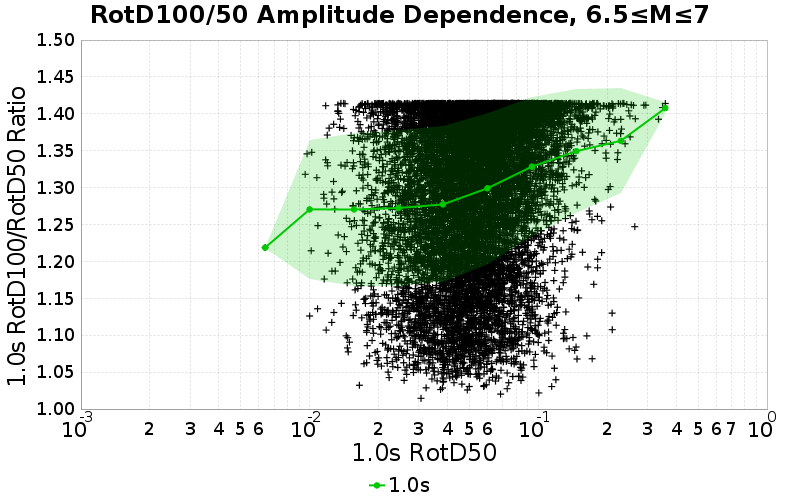 RotD100/50 Amplitude Dependence, 6.5≤M≤7
1.0s RotD100/RotD50 Ratio
1.50
1.45
1.40
1.35
1.30
1.25
1.20
1.15
1.10
1.05
1.00
10^-3 2 3 4 5 6 10^-2 2 3 4 5 6 10^-1 2 3 4 5 6 7 10^0
1.0s RotD50
1.0s